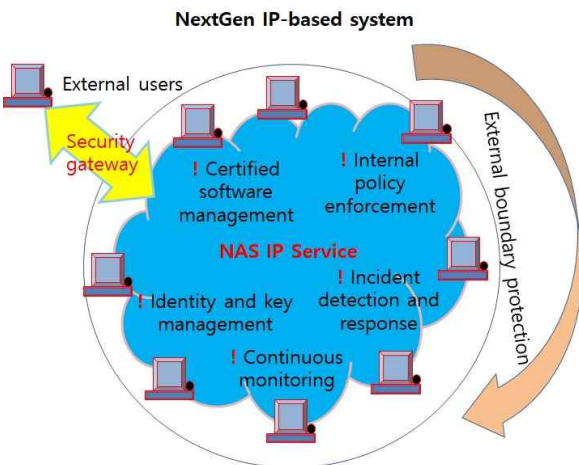 NextGen IP-based system
External users
Security
gateway
! Certified
software
management
! Internal
policy
enforcement
External boundary protection
NAS IP Service
! Identity and key
management
! Incident
detection and
response
! Continuous
monitoring